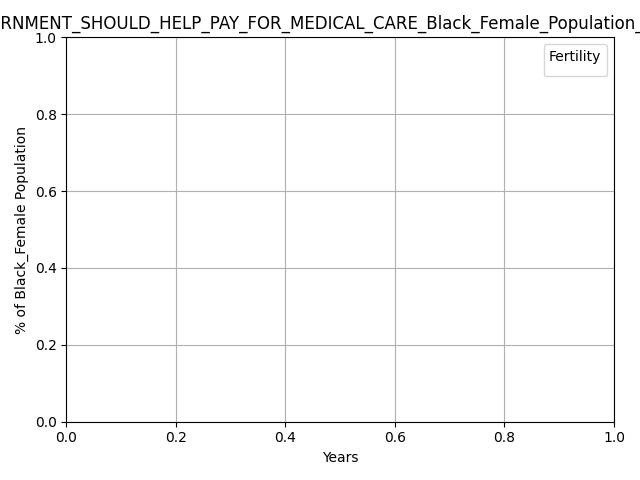 RNMENT_SHOULD_HELP_PAY_FOR_MEDICAL_CARE_Black_Female_Population_
Fertility
% of Black_Female Population
1.0
0.8
0.6
0.4
0.2
0.0
0.0 0.2 0.4 0.6 0.8 1.0
Years